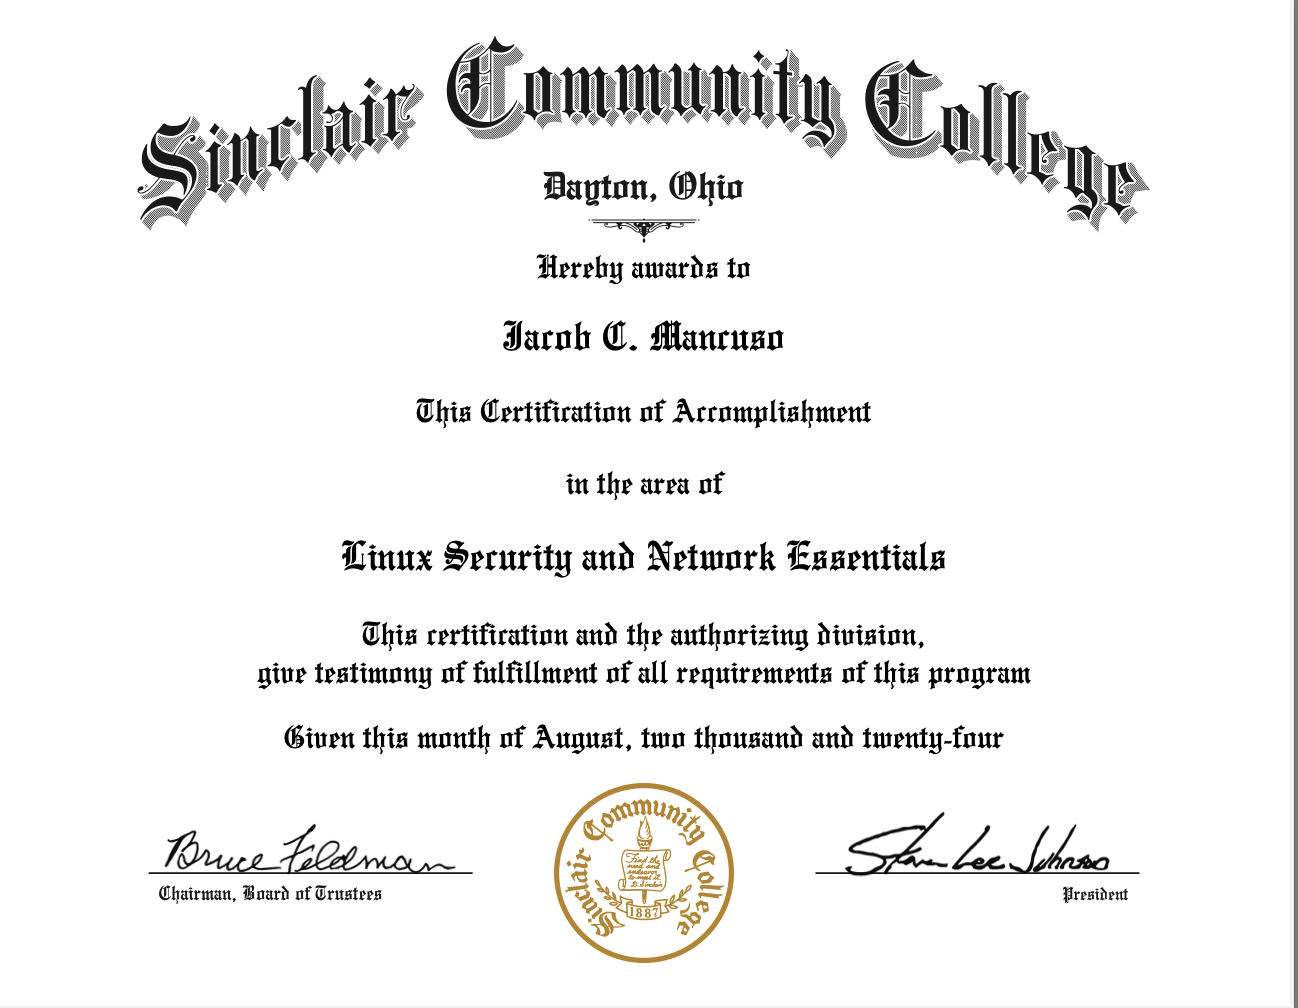 Sinclair Community College
Dayton, Ohio
Hereby awards to
Jacob C. Mancuso
This Certification of Accomplishment
in the area of
Linux Security and Network Essentials
This certification and the authorizing division,
give testimony of fulfillment of all requirements of this program
Given this month of August, two thousand and twenty-four
Bruce Feldman
Chairman, Board of Trustees
Sinclair Community College
Find the
need and
endeavor
to meet it.
D. Sinclair
1887
Steven Lee Johnson
President